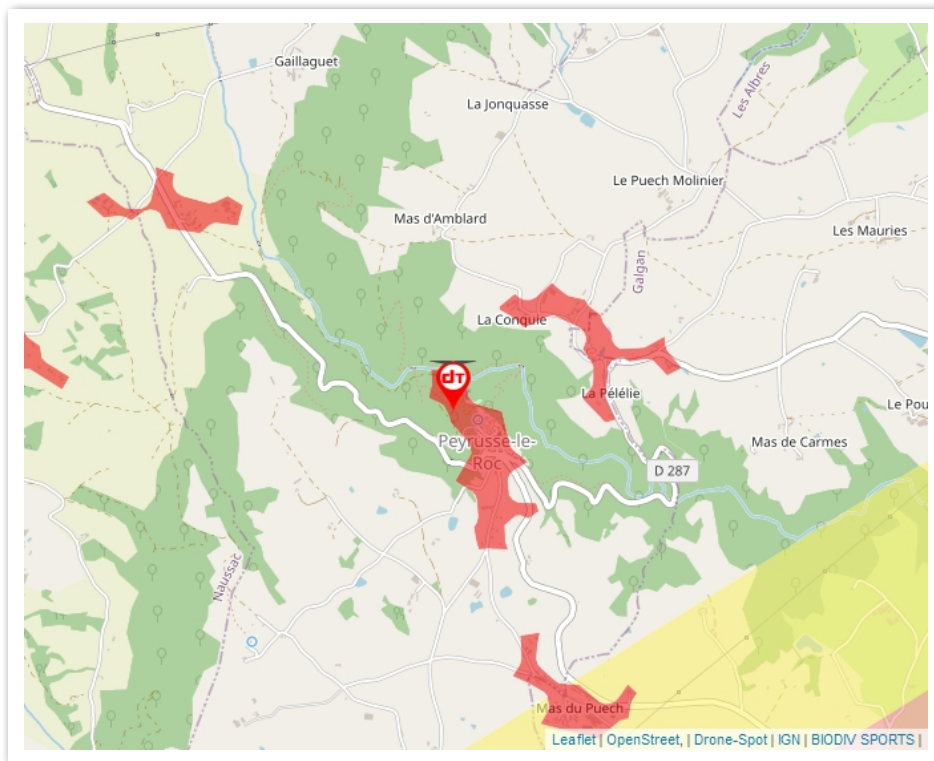 Gaillaguet
La Jonquasse
Les Albres
Le Puech Molinier
Mas d'Amblard
Les Mauries
Galgan
La Conquie
dT
La Pélélie
Le Pou
Peyrusse-le-
Roc
Mas de Carmes
D 287
Naussac
Mas du Puech
Leaflet | OpenStreet, | Drone-Spot | IGN | BIODIV SPORTS |